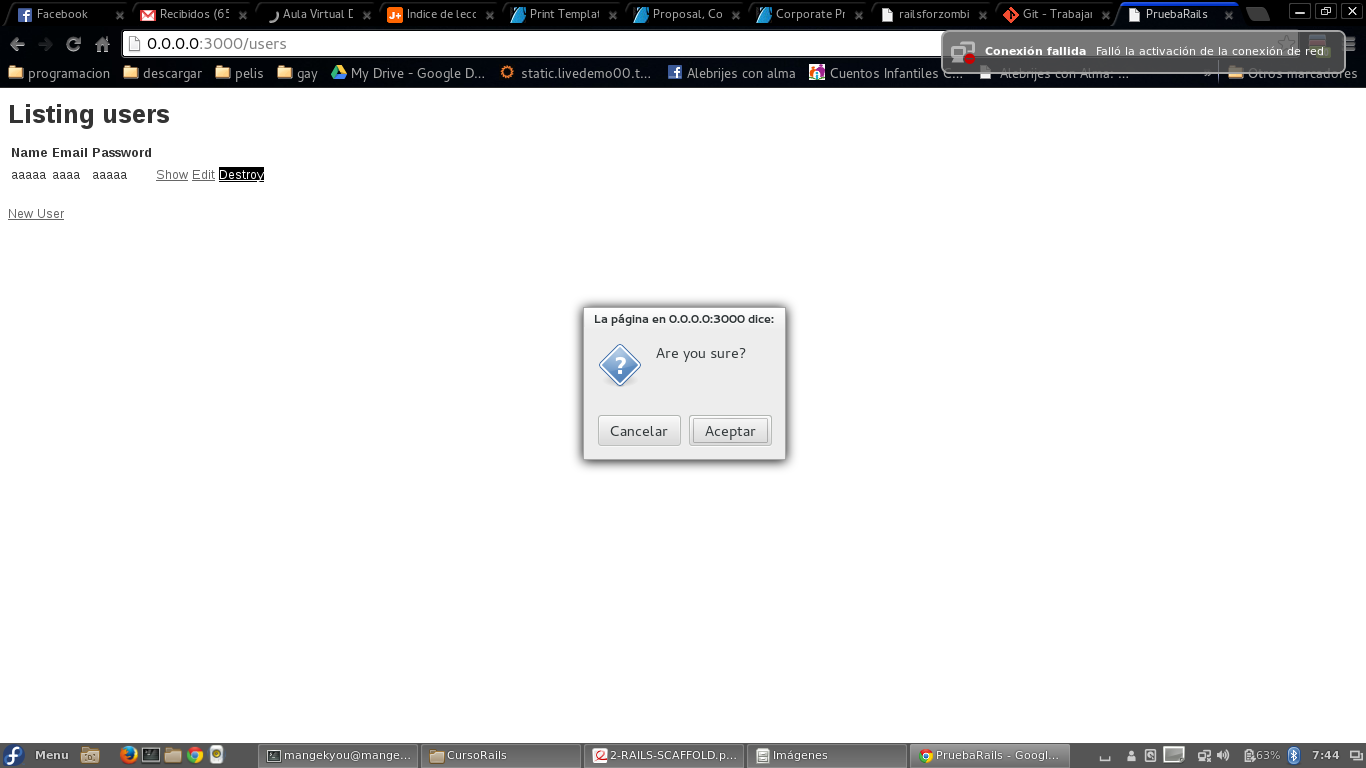 Facebook
Recibidos (65
Aula Virtual D
Indice de lecc
Print Templat
Proposal, Co
Corporate Pr
railsforzombi
Git - Trabajar
PruebaRails
0.0.0.0:3000/users
Conexión fallida Falló la activación de la conexión de red
programacion
descargar
pelis
gay
My Drive - Google D...
static.livedemo00.t...
Alebrijes con alma
Cuentos Infantiles C...
Alebrijes con Alma: ...
»
Otros marcadores
Listing users
Name Email Password
aaaaa aaaa aaaaa Show Edit Destroy
New User
La página en 0.0.0.0:3000 dice:
Are you sure?
Cancelar Aceptar
Menu
mangekyou@mange...
CursoRails
2-RAILS-SCAFFOLD.p...
Imágenes
PruebaRails - Googl...
63%
7:44